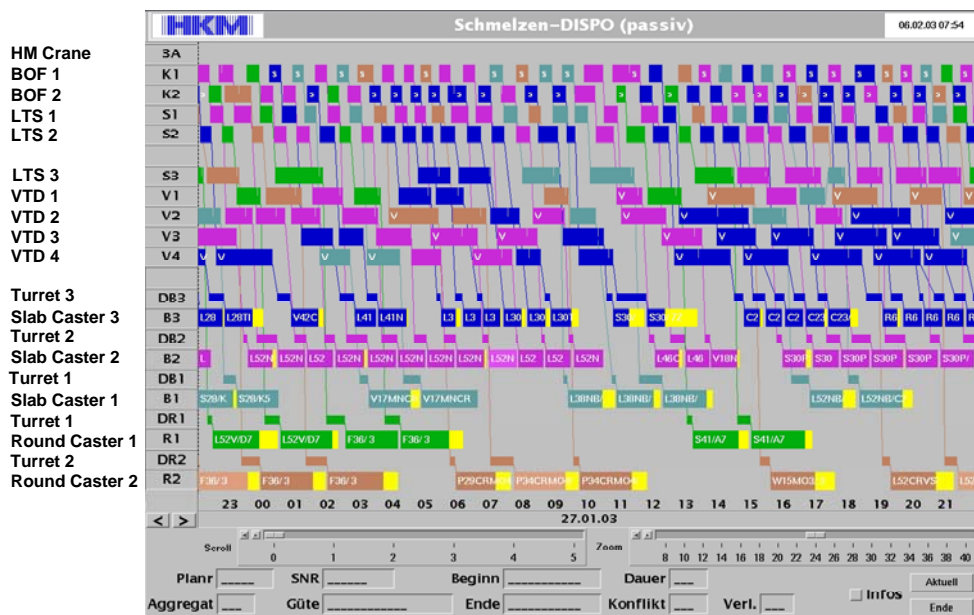 HKM Schmelzen-DISPO (passiv) 06.02.03 07:54
HM Crane 3A
BOF 1 K1
BOF 2 K2
LTS 1 S1
LTS 2 S2
LTS 3 S3
VTD 1 V1
VTD 2 V2
VTD 3 V3
VTD 4 V4
Turret 3 DB3
Slab Caster 3 B3 L28 L28TI V42C L41 L41N L3 L3 L3 L30 L30 L30T S30 S30 C2 C2 C2 C23 C23 R6 R6 R6 R6
Turret 2 DB2
Slab Caster 2 B2 L L52N L52N L52 L52N L52N L52N L52N L52N L52N L52N L52 L52 L52N L46C L46 V18N S30P S30 S30P S30P S30P S30P/
Turret 1 DB1
Slab Caster 1 B1 S28/K S28/K5 V17MNCR V17MNCR L38NB/ L38NB/ L38NB/ L52NB/ L52NB/C
Turret 1 DR1
Round Caster 1 R1 L52V/D7 L52V/D7 F36/ 3 F36/ 3 S41/A7 S41/A7
Turret 2 DR2
Round Caster 2 R2 F36/ 3 F36/ 3 F36/ 3 P29CRMO4 P34CRMO4 P34CRMO4 W15MO3 L52CRVS L52
23 00 01 02 03 04 05 06 07 08 09 10 11 12 13 14 15 16 17 18 19 20 21
< > 27.01.03
Scroll 0 1 2 3 4 5 Zoom 8 10 12 14 16 18 20 22 24 26 28 30 32 34 36 38 40
Planr SNR Beginn Dauer Infos Aktuell
Aggregat Güte Ende Konflikt Verl. Ende